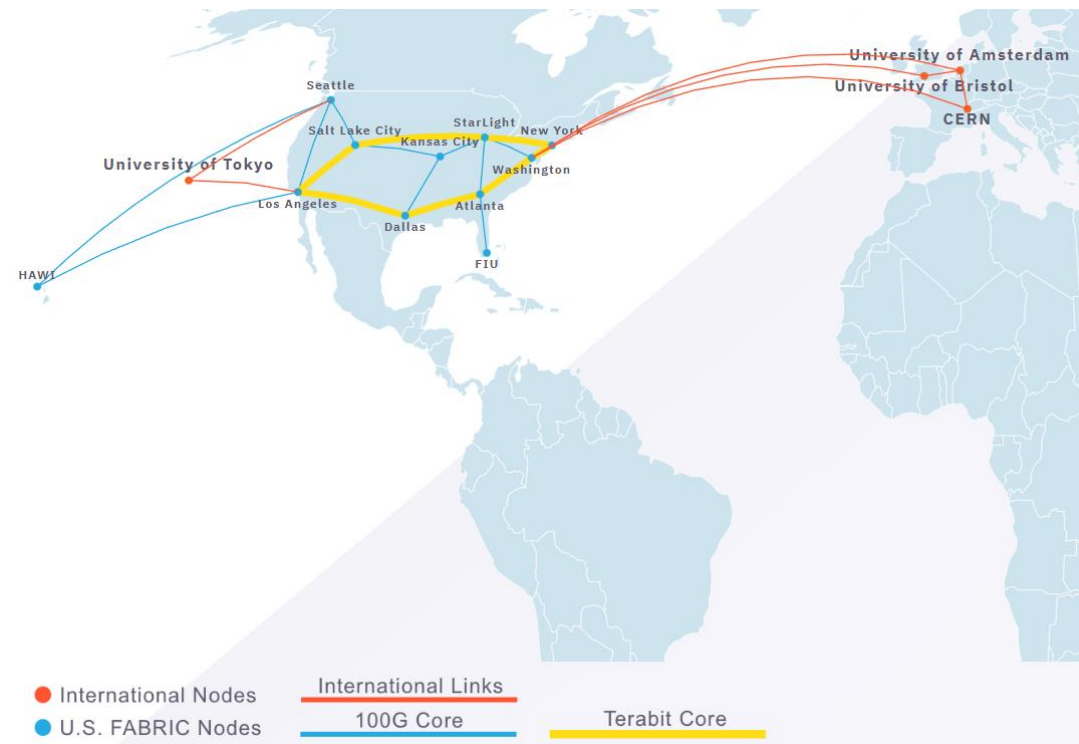 University of Amsterdam
University of Bristol
CERN
Seattle
Salt Lake City
StarLight
New York
Kansas City
University of Tokyo
Washington
Los Angeles
Atlanta
Dallas
FIU
HAWI
International Nodes
International Links
U.S. FABRIC Nodes
100G Core
Terabit Core